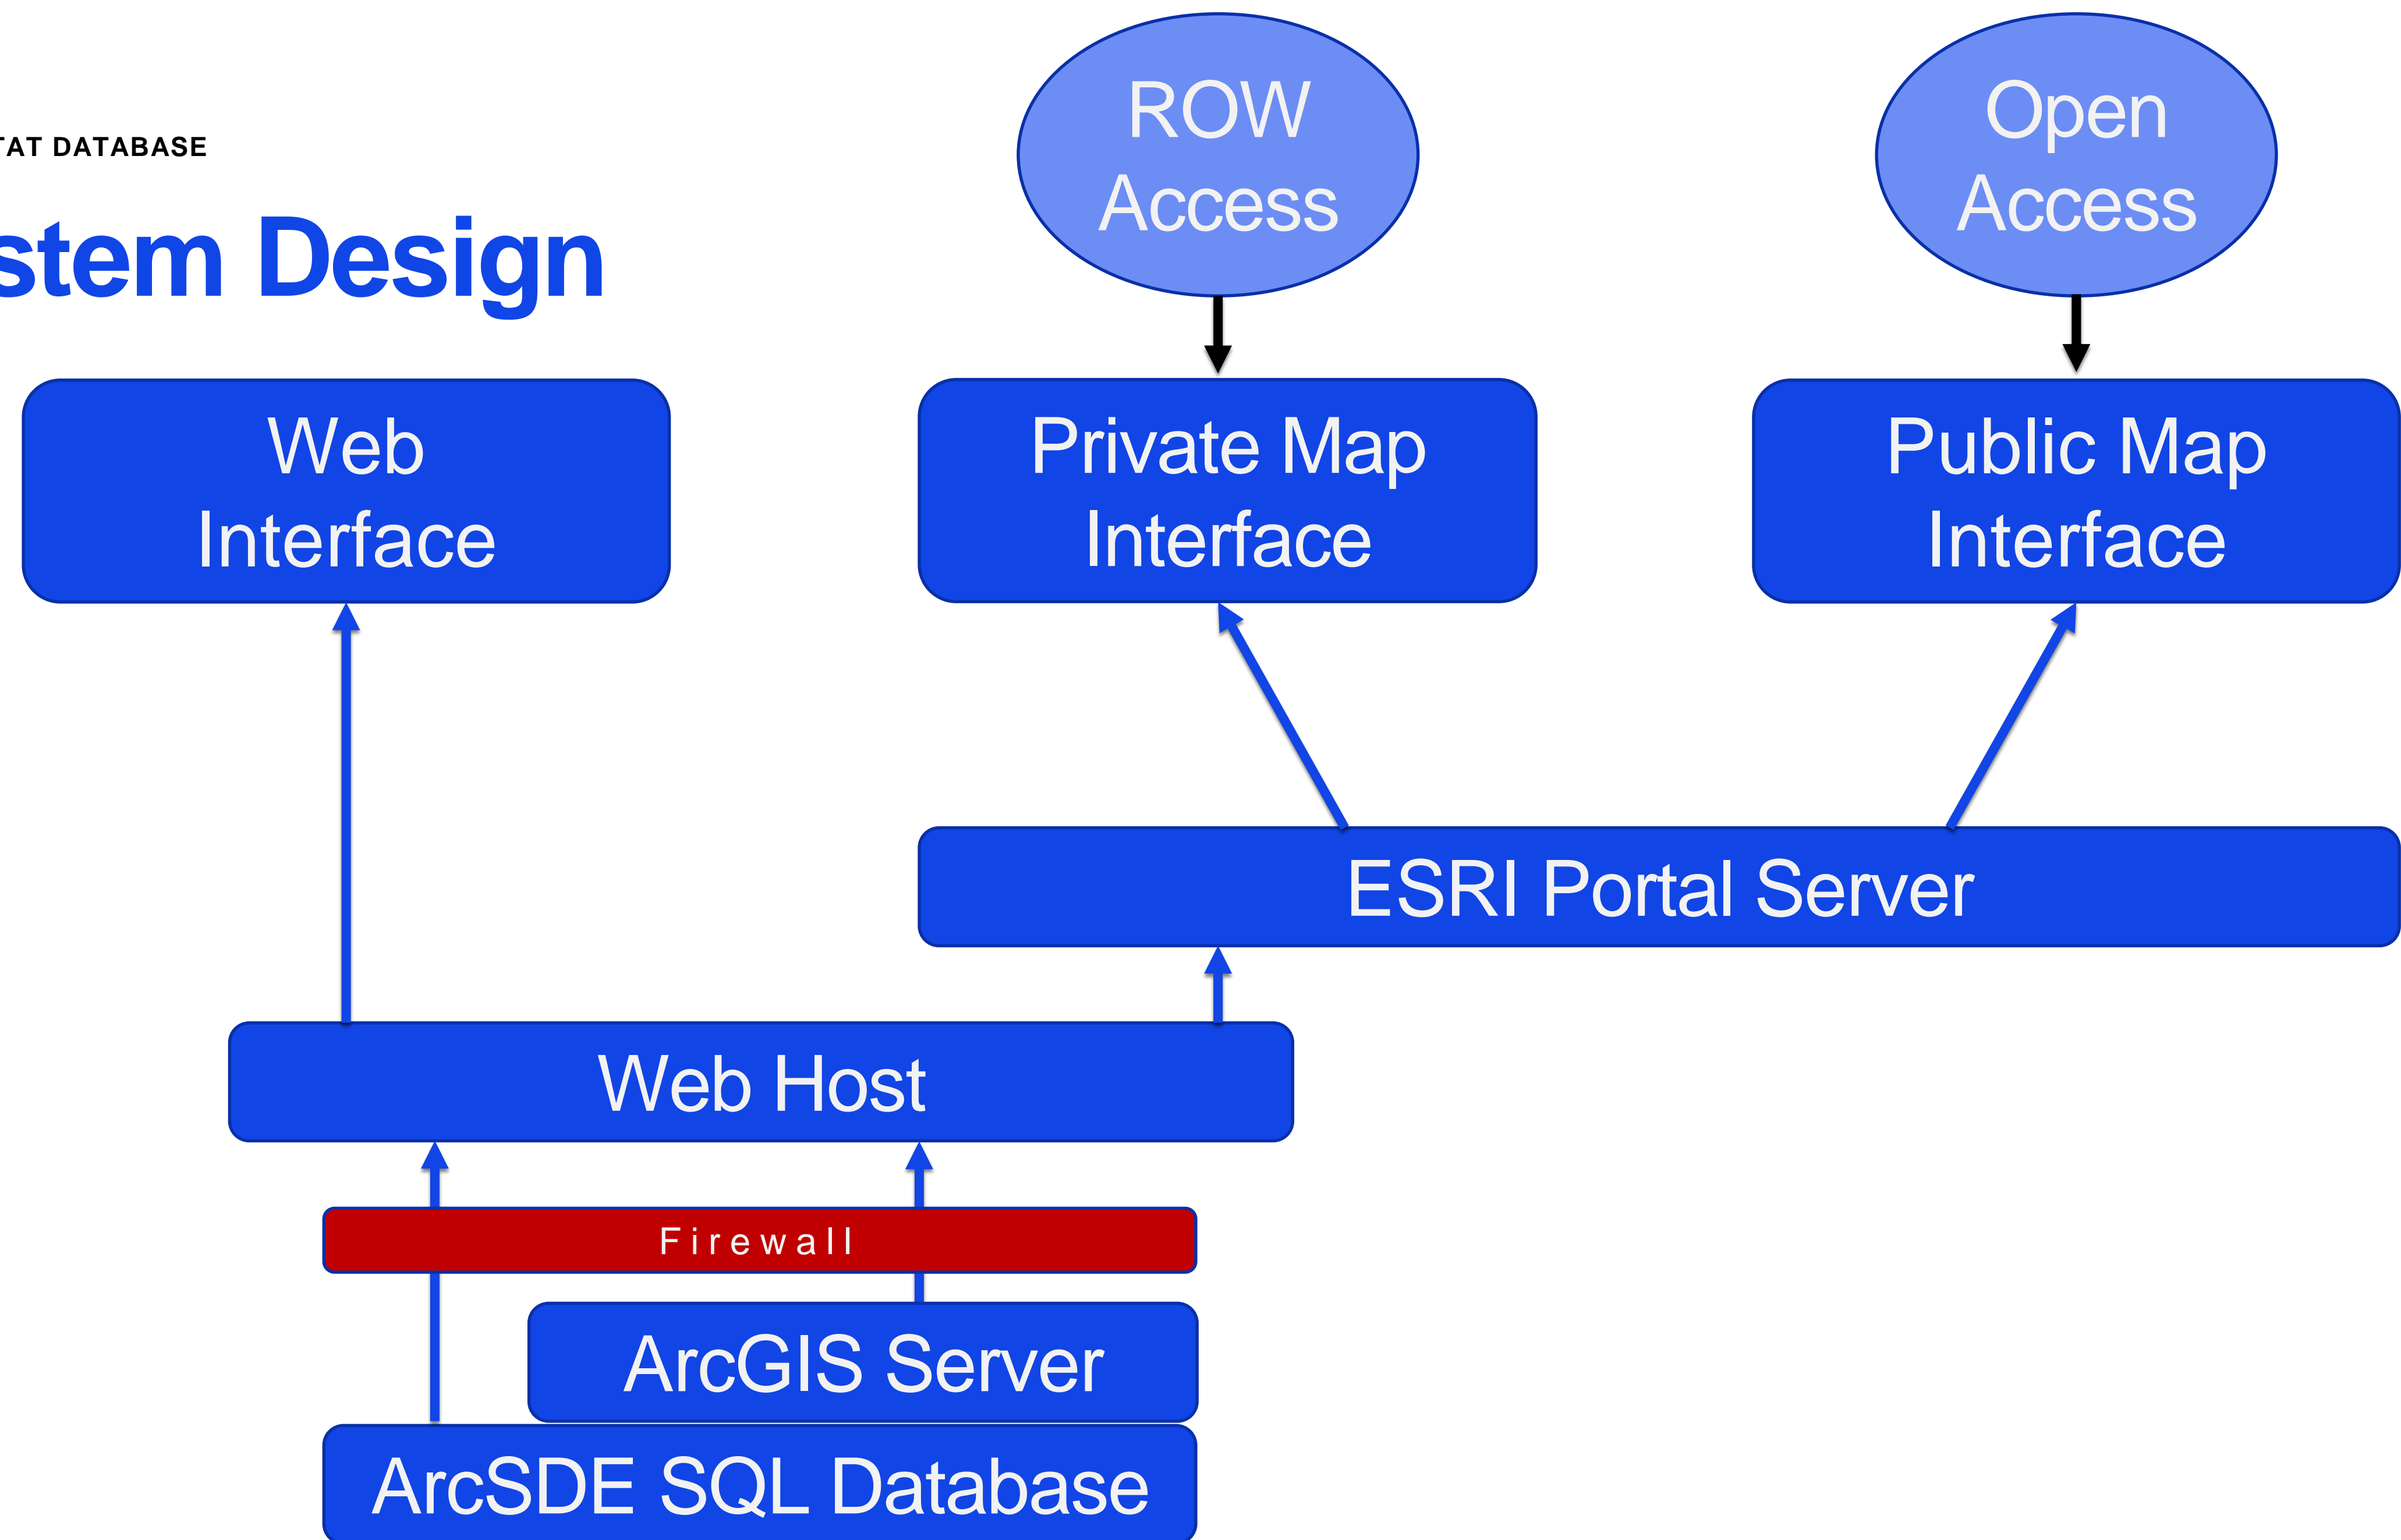 TAT DATABASE
stem Design
ROW
Access
Open
Access
Web
Interface
Private Map
Interface
Public Map
Interface
ESRI Portal Server
Web Host
Firewall
ArcGIS Server
ArcSDE SQL Database